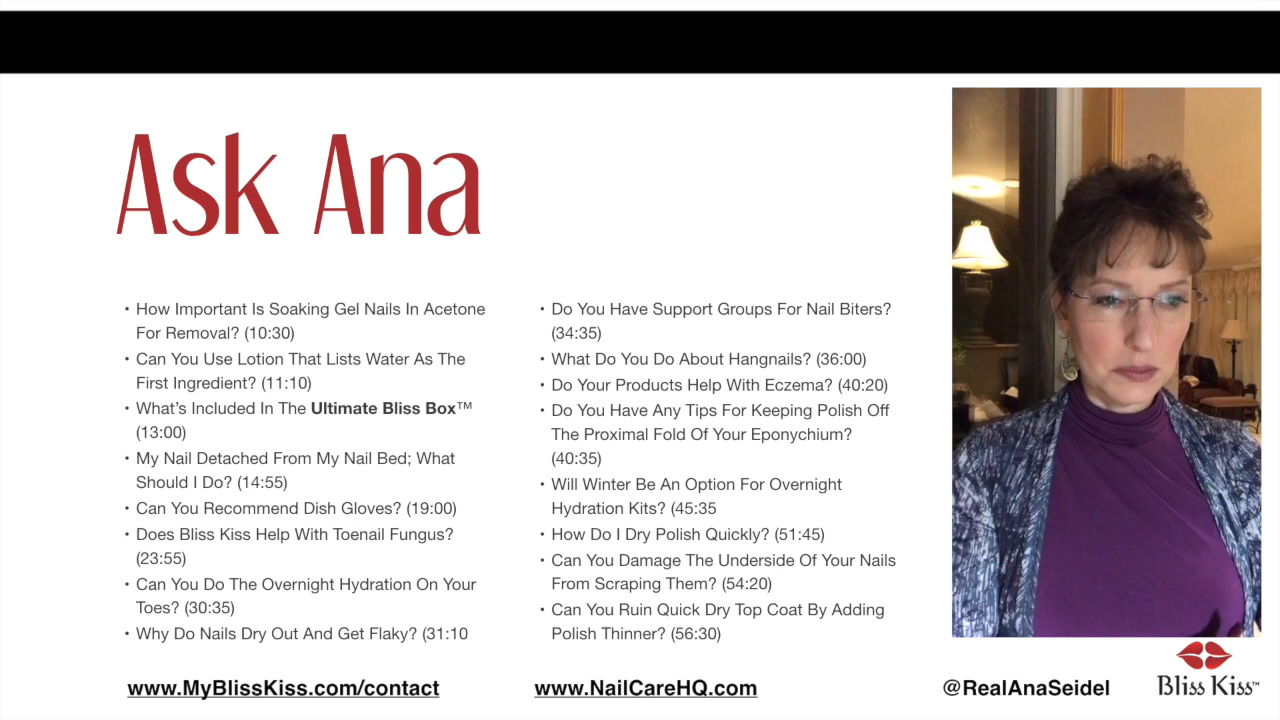 Ask Ana
• How Important Is Soaking Gel Nails In Acetone
For Removal? (10:30)
• Can You Use Lotion That Lists Water As The
First Ingredient? (11:10)
• What’s Included In The Ultimate Bliss Box™
(13:00)
• My Nail Detached From My Nail Bed; What
Should I Do? (14:55)
• Can You Recommend Dish Gloves? (19:00)
• Does Bliss Kiss Help With Toenail Fungus?
(23:55)
• Can You Do The Overnight Hydration On Your
Toes? (30:35)
• Why Do Nails Dry Out And Get Flaky? (31:10
• Do You Have Support Groups For Nail Biters?
(34:35)
• What Do You Do About Hangnails? (36:00)
• Do Your Products Help With Eczema? (40:20)
• Do You Have Any Tips For Keeping Polish Off
The Proximal Fold Of Your Eponychium?
(40:35)
• Will Winter Be An Option For Overnight
Hydration Kits? (45:35
• How Do I Dry Polish Quickly? (51:45)
• Can You Damage The Underside Of Your Nails
From Scraping Them? (54:20)
• Can You Ruin Quick Dry Top Coat By Adding
Polish Thinner? (56:30)
www.MyBlissKiss.com/contact
www.NailCareHQ.com
@RealAnaSeidel
Bliss Kiss™